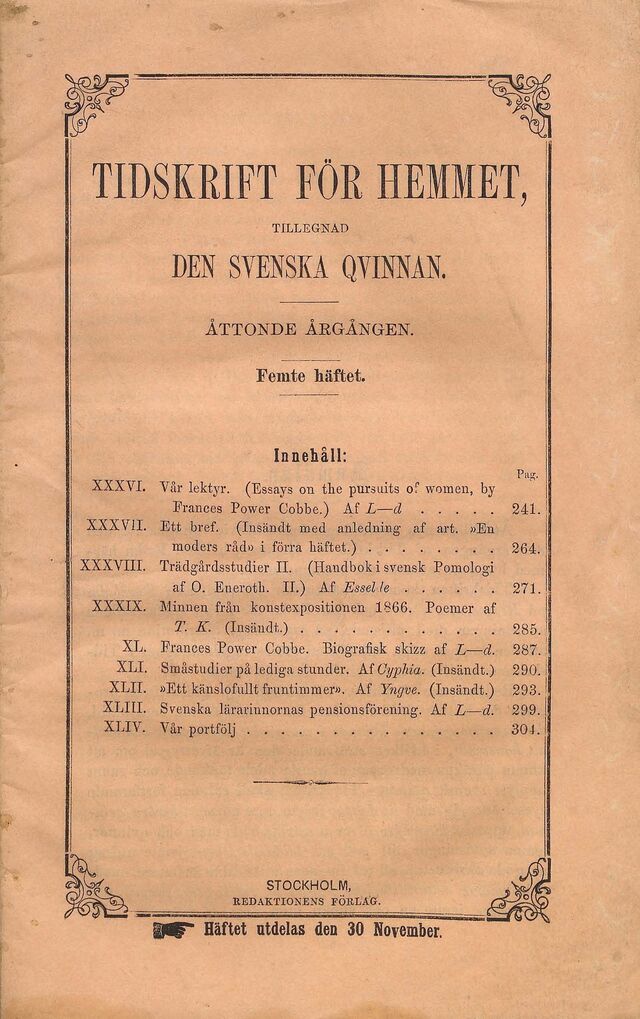 TIDSKRIFT FÖR HEMMET,
TILLEGNAD
DEN SVENSKA QVINNAN.
ÅTTONDE ÅRGÅNGEN.
Femte häftet.
Innehåll:
Pag.
XXXVI. Vår lektyr. (Essays on the pursuits of women, by
Frances Power Cobbe.) Af L—d . . . . . 241.
XXXVII. Ett bref. (Insändt med anledning af art. »En
moders råd» i förra häftet.) . . . . . . . . 264.
XXXVIII. Trädgårdsstudier II. (Handbok i svensk Pomologi
af O. Eneroth. II.) Af Esselle . . . . . . 271.
XXXIX. Minnen från konstexpositionen 1866. Poemer af
T. K. (Insändt.) . . . . . . . . . . . 285.
XL. Frances Power Cobbe. Biografisk skizz af L—d. 287.
XLI. Småstudier på lediga stunder. Af Cyphia. (Insändt.) 290.
XLII. »Ett känslofullt fruntimmer». Af Yngve. (Insändt.) 293.
XLIII. Svenska lärarinnornas pensionsförening. Af L—d. 299.
XLIV. Vår portfölj . . . . . . . . . . . . . . 304.
STOCKHOLM,
REDAKTIONENS FÖRLAG.
Häftet utdelas den 30 November.